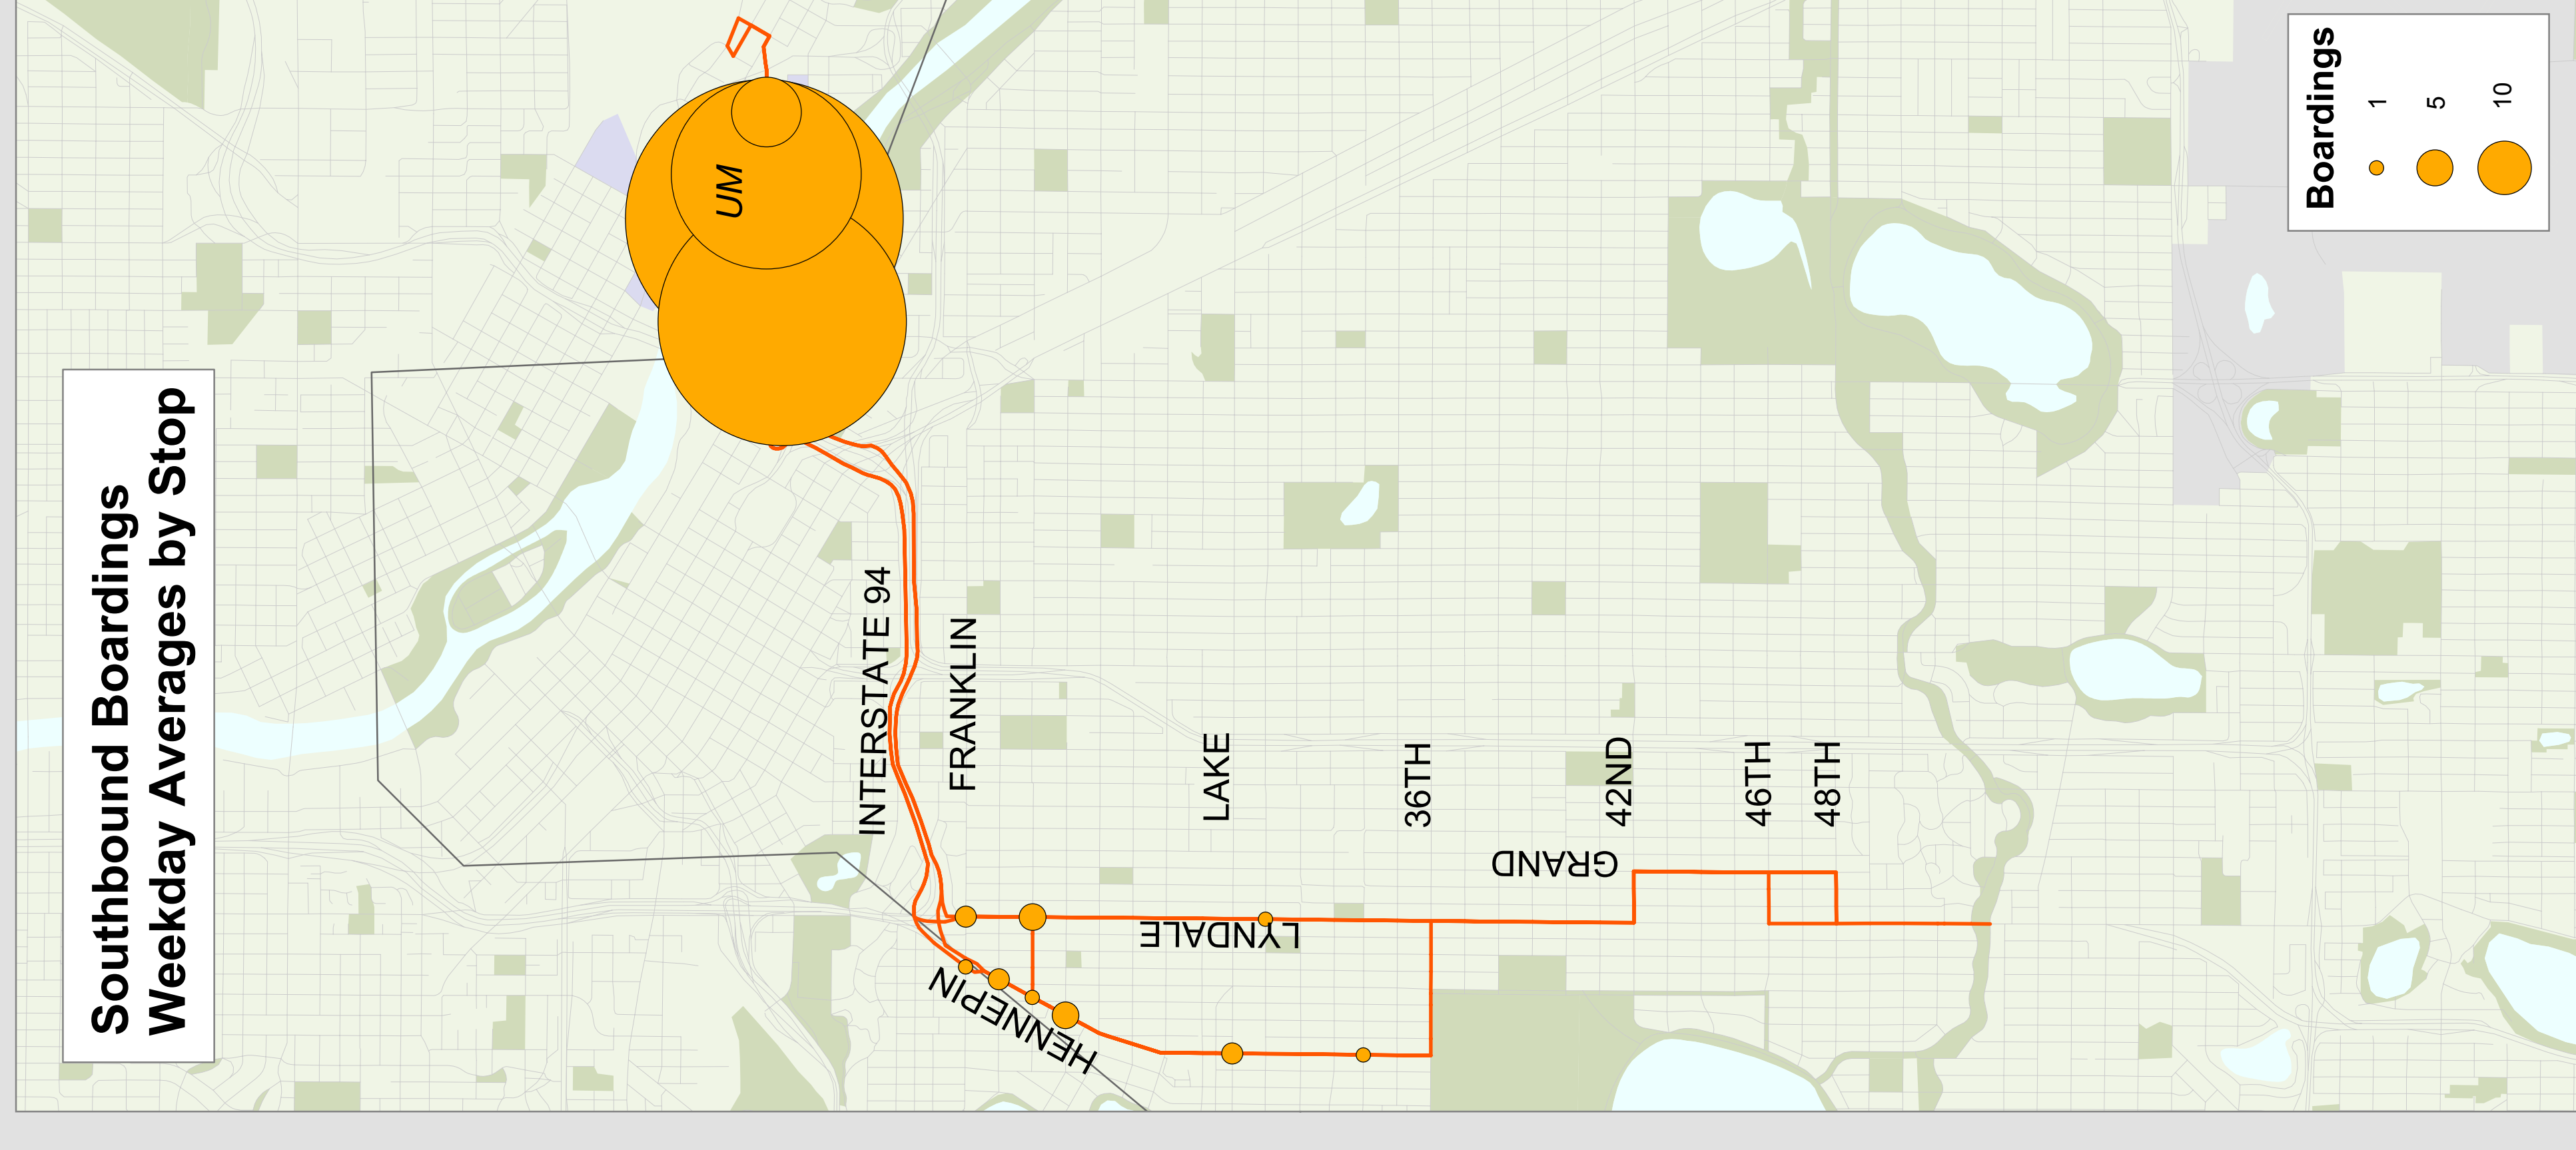 Southbound Boardings
Weekday Averages by Stop
UM
INTERSTATE 94
FRANKLIN
LAKE
36TH
42ND
46TH
48TH
GRAND
LYNDALE
HENNEPIN
Boardings
1
5
10